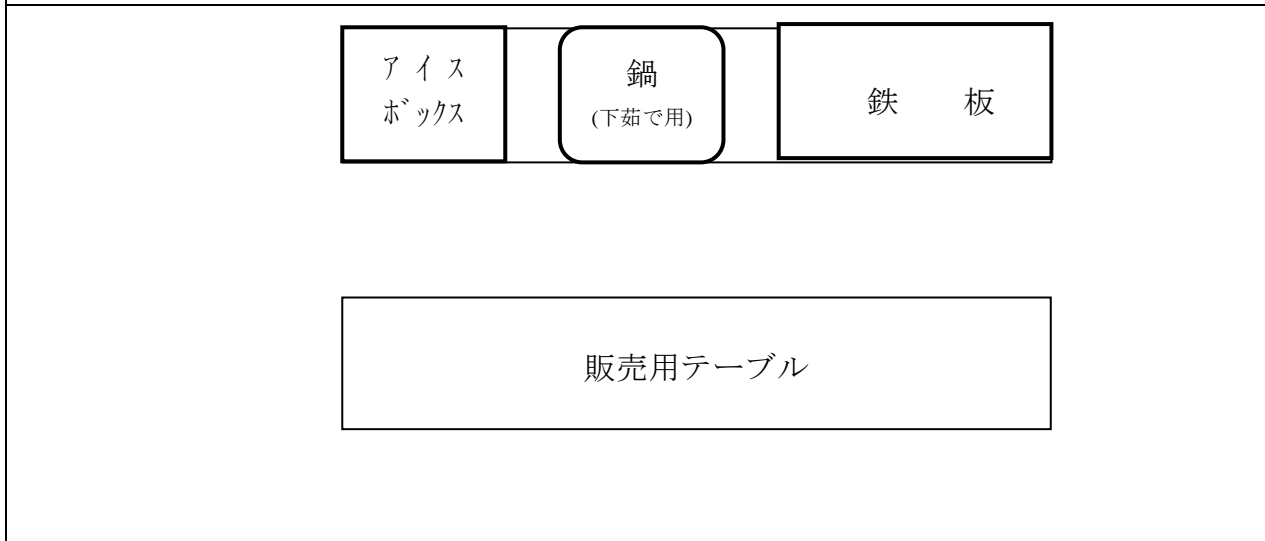 アイス
ボックス
鍋
(下茹で用)
鉄　板
販売用テーブル